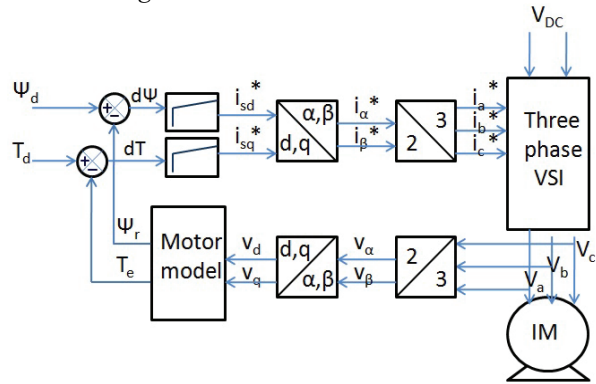 V_DC
Ψ_d
+
−
dΨ
i_sd*
α,β
d,q
i_α*
i_β*
3
2
i_a*
i_b*
i_c*
Three
phase
VSI
T_d
+
−
dT
i_sq*
Ψ_r
T_e
Motor
model
v_d
v_q
d,q
α,β
v_α
v_β
2
3
V_c
V_b
V_a
IM